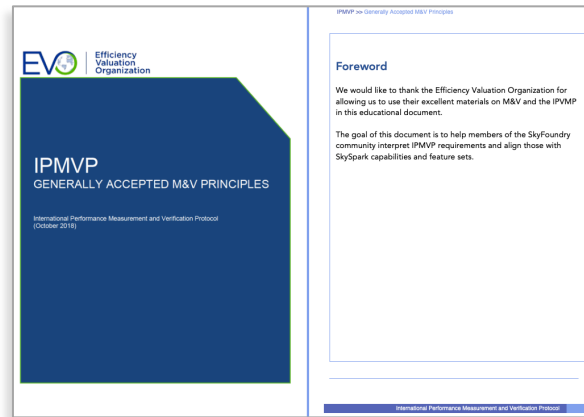 EVO
Efficiency
Valuation
Organization
IPMVP
GENERALLY ACCEPTED M&V PRINCIPLES
International Performance Measurement and Verification Protocol
(October 2018)
IPMVP >> Generally Accepted M&V Principles
Foreword
We would like to thank the Efficiency Valuation Organization for
allowing us to use their excellent materials on M&V and the IPVMP
in this educational document.
The goal of this document is to help members of the SkyFoundry
community interpret IPMVP requirements and align those with
SkySpark capabilities and feature sets.
International Performance Measurement and Verification Protocol